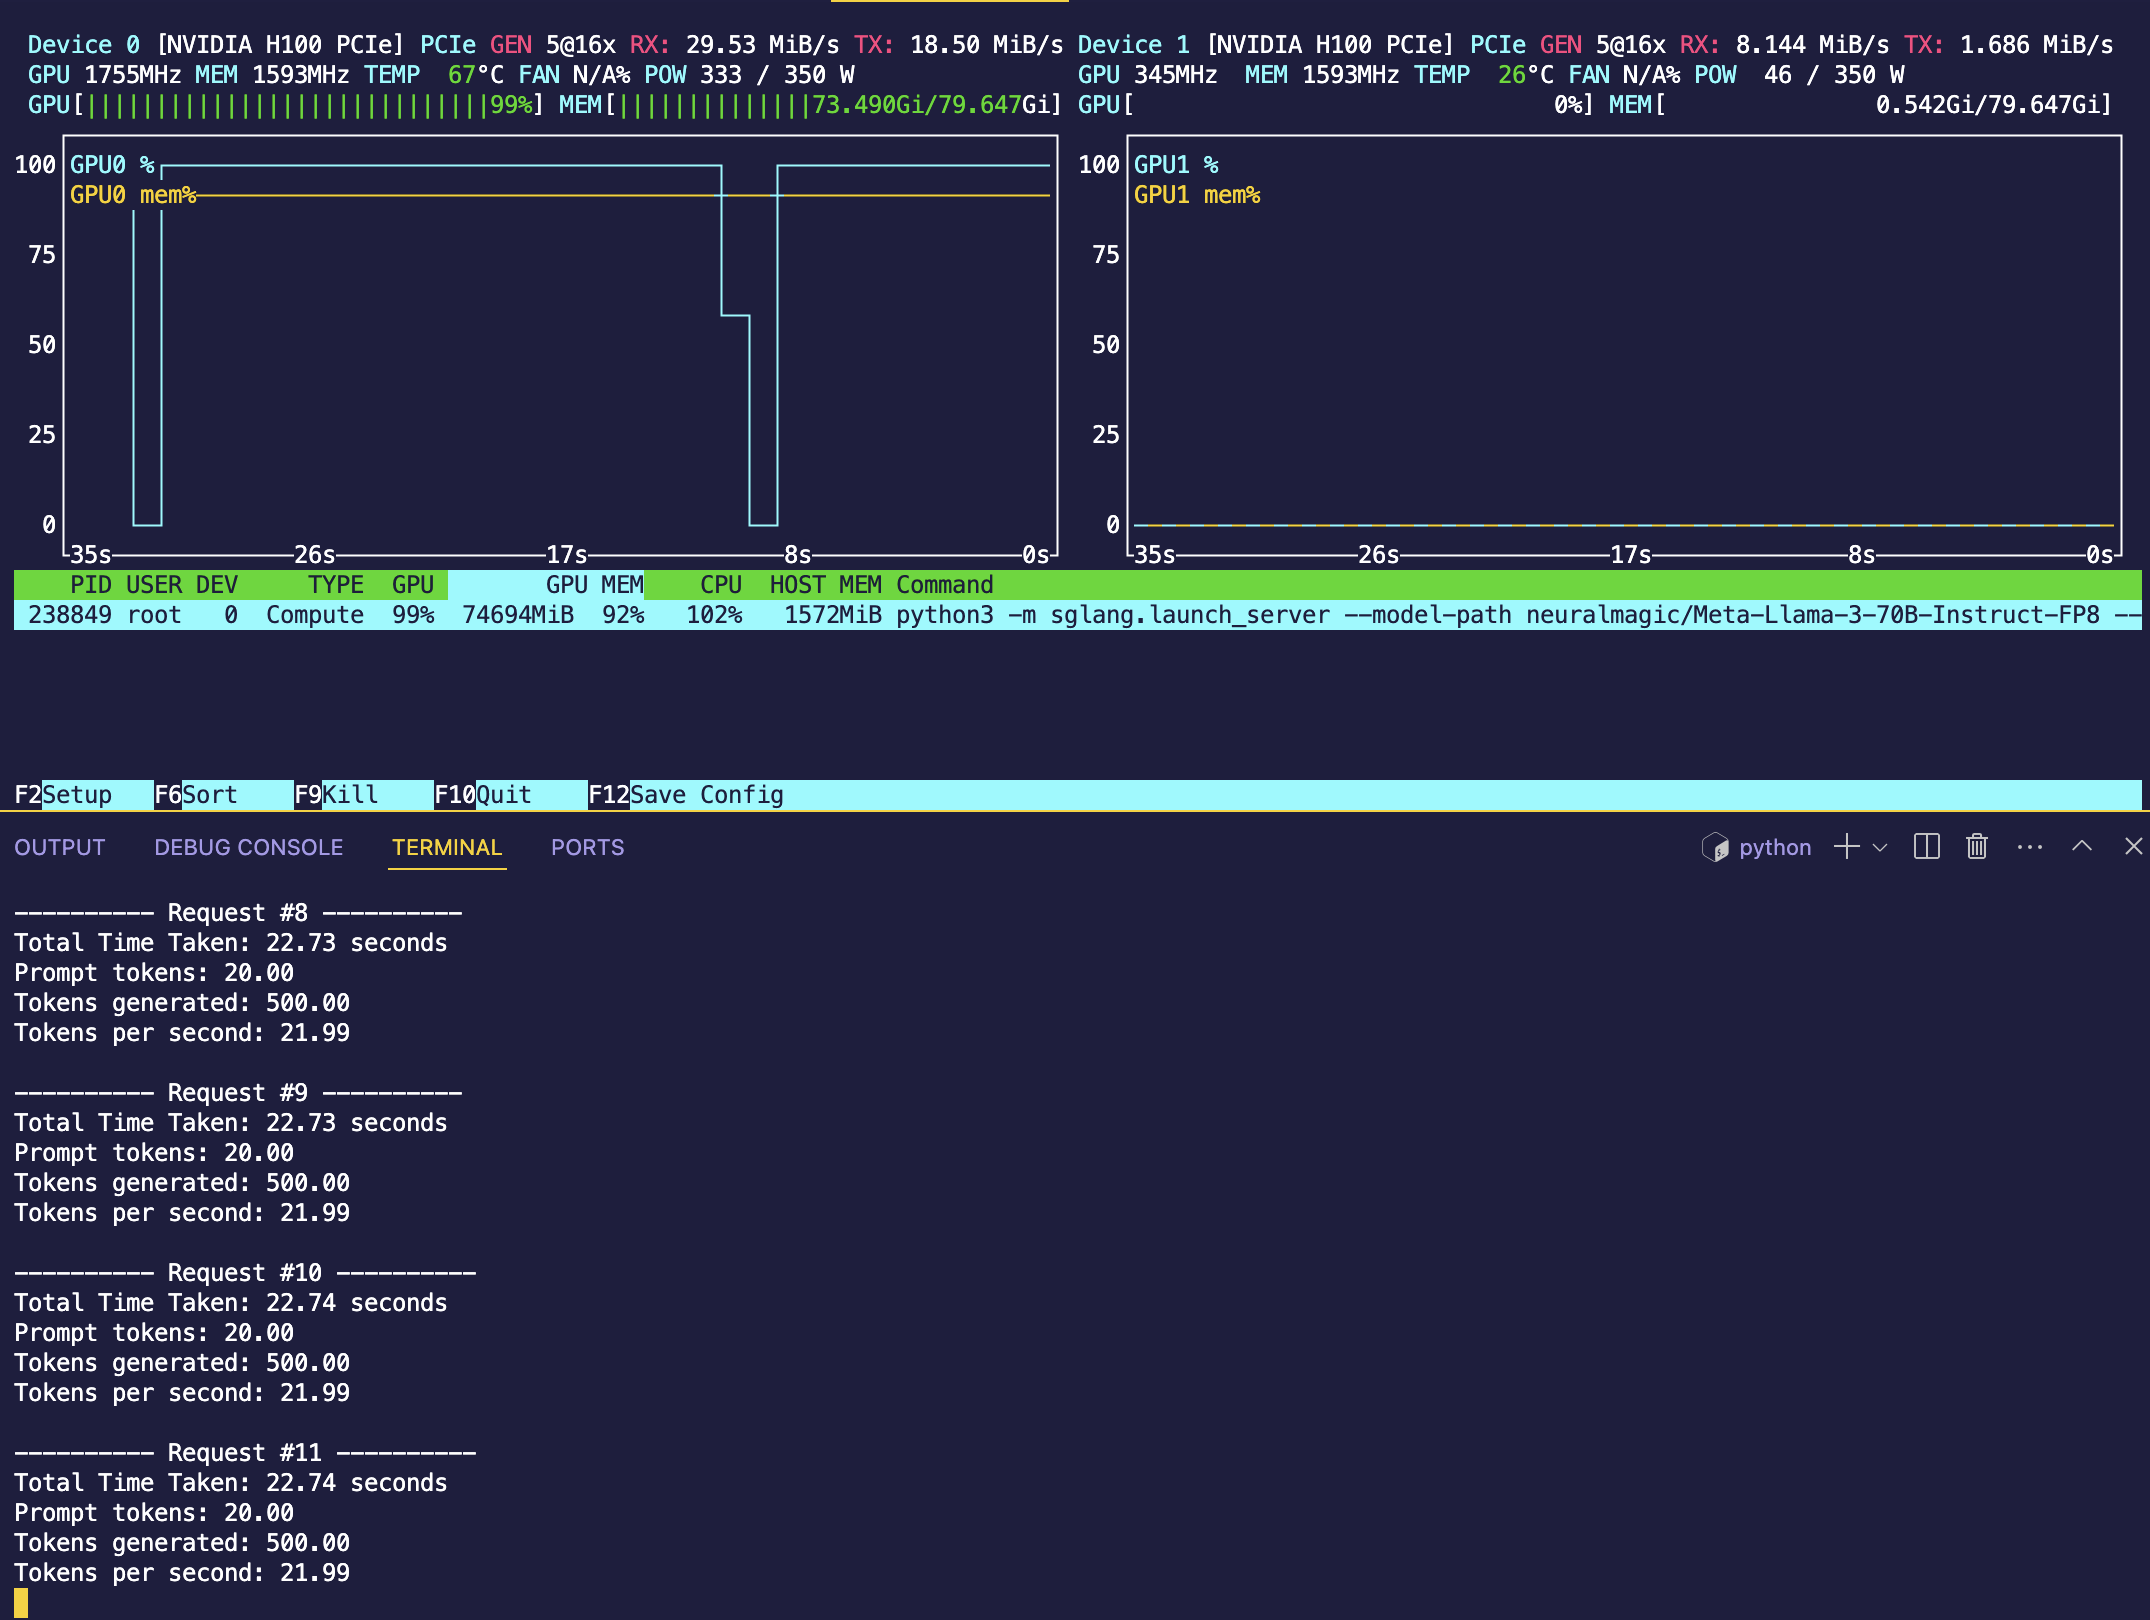 Device 0 [NVIDIA H100 PCIe] PCIe GEN 5@16x RX: 29.53 MiB/s TX: 18.50 MiB/s Device 1 [NVIDIA H100 PCIe] PCIe GEN 5@16x RX: 8.144 MiB/s TX: 1.686 MiB/s
GPU 1755MHz MEM 1593MHz TEMP 67°C FAN N/A% POW 333 / 350 W GPU 345MHz MEM 1593MHz TEMP 26°C FAN N/A% POW 46 / 350 W
GPU[|||||||||||||||||||||||||||||99%] MEM[||||||||||||||73.490Gi/79.647Gi] GPU[ 0%] MEM[ 0.542Gi/79.647Gi]
100 GPU0 % 100 GPU1 %
GPU0 mem% GPU1 mem%
75 75
50 50
25 25
0 0
35s 26s 17s 8s 0s 35s 26s 17s 8s 0s
PID USER DEV TYPE GPU GPU MEM CPU HOST MEM Command
238849 root 0 Compute 99% 74694MiB 92% 102% 1572MiB python3 -m sglang.launch_server --model-path neuralmagic/Meta-Llama-3-70B-Instruct-FP8 --
F2Setup F6Sort F9Kill F10Quit F12Save Config
OUTPUT DEBUG CONSOLE TERMINAL PORTS python
---------- Request #8 ----------
Total Time Taken: 22.73 seconds
Prompt tokens: 20.00
Tokens generated: 500.00
Tokens per second: 21.99
---------- Request #9 ----------
Total Time Taken: 22.73 seconds
Prompt tokens: 20.00
Tokens generated: 500.00
Tokens per second: 21.99
---------- Request #10 ----------
Total Time Taken: 22.74 seconds
Prompt tokens: 20.00
Tokens generated: 500.00
Tokens per second: 21.99
---------- Request #11 ----------
Total Time Taken: 22.74 seconds
Prompt tokens: 20.00
Tokens generated: 500.00
Tokens per second: 21.99